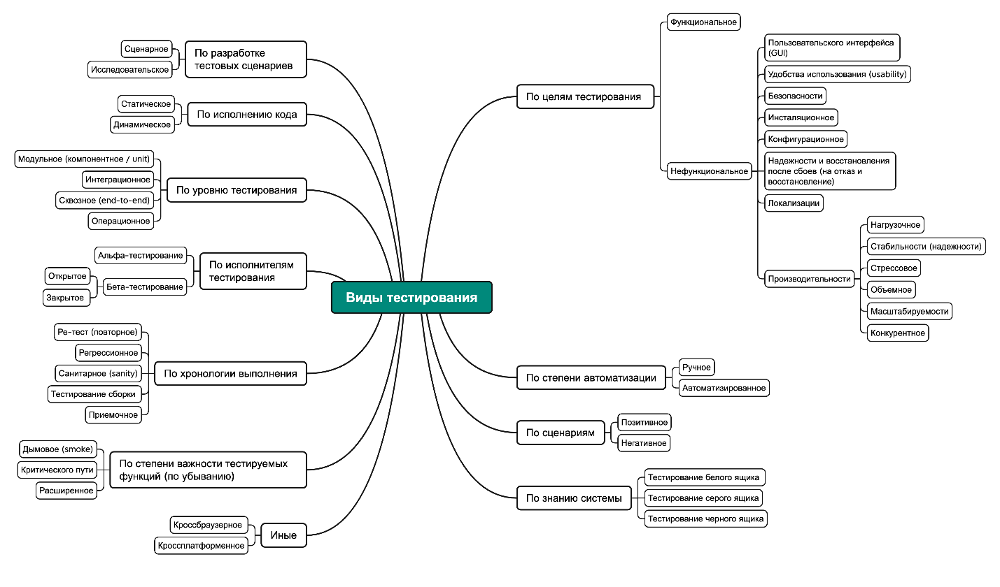 Виды тестирования
По разработке
тестовых сценариев
Сценарное
Исследовательское
По исполнению кода
Статическое
Динамическое
По уровню тестирования
Модульное (компонентное / unit)
Интеграционное
Сквозное (end-to-end)
Операционное
По исполнителям
тестирования
Альфа-тестирование
Бета-тестирование
Открытое
Закрытое
По хронологии выполнения
Ре-тест (повторное)
Регрессионное
Санитарное (sanity)
Тестирование сборки
Приемочное
По степени важности тестируемых
функций (по убыванию)
Дымовое (smoke)
Критического пути
Расширенное
Иные
Кроссбраузерное
Кроссплатформенное
По целям тестирования
Функциональное
Нефункциональное
Пользовательского интерфейса
(GUI)
Удобства использования (usability)
Безопасности
Инсталяционное
Конфигурационное
Надежности и восстановления
после сбоев (на отказ и
восстановление)
Локализации
Производительности
Нагрузочное
Стабильности (надежности)
Стрессовое
Объемное
Масштабируемости
Конкурентное
По степени автоматизации
Ручное
Автоматизированное
По сценариям
Позитивное
Негативное
По знанию системы
Тестирование белого ящика
Тестирование серого ящика
Тестирование черного ящика